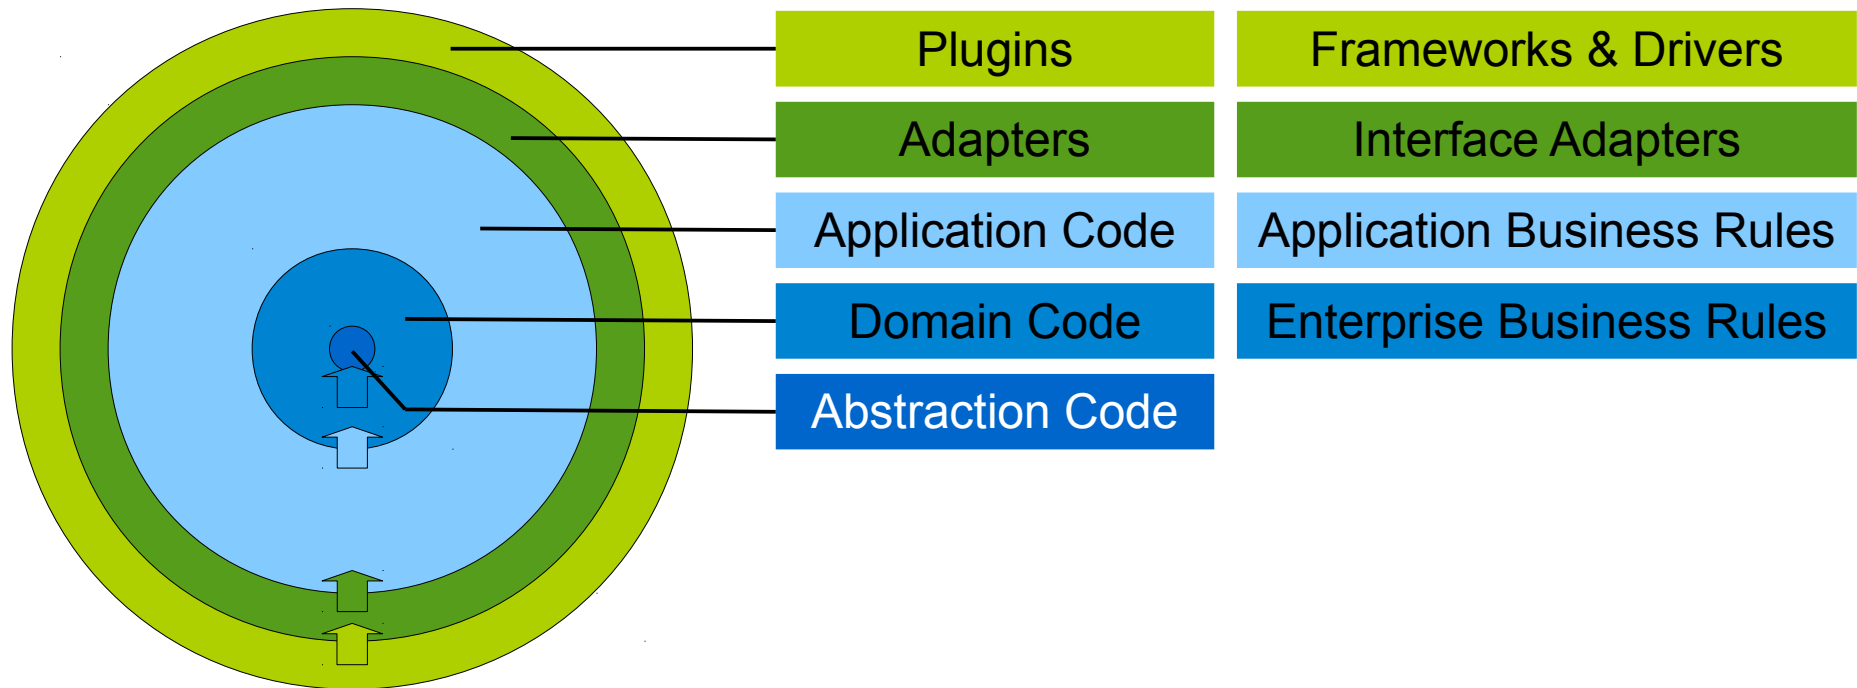 Plugins
Frameworks & Drivers
Adapters
Interface Adapters
Application Code
Application Business Rules
Domain Code
Enterprise Business Rules
Abstraction Code